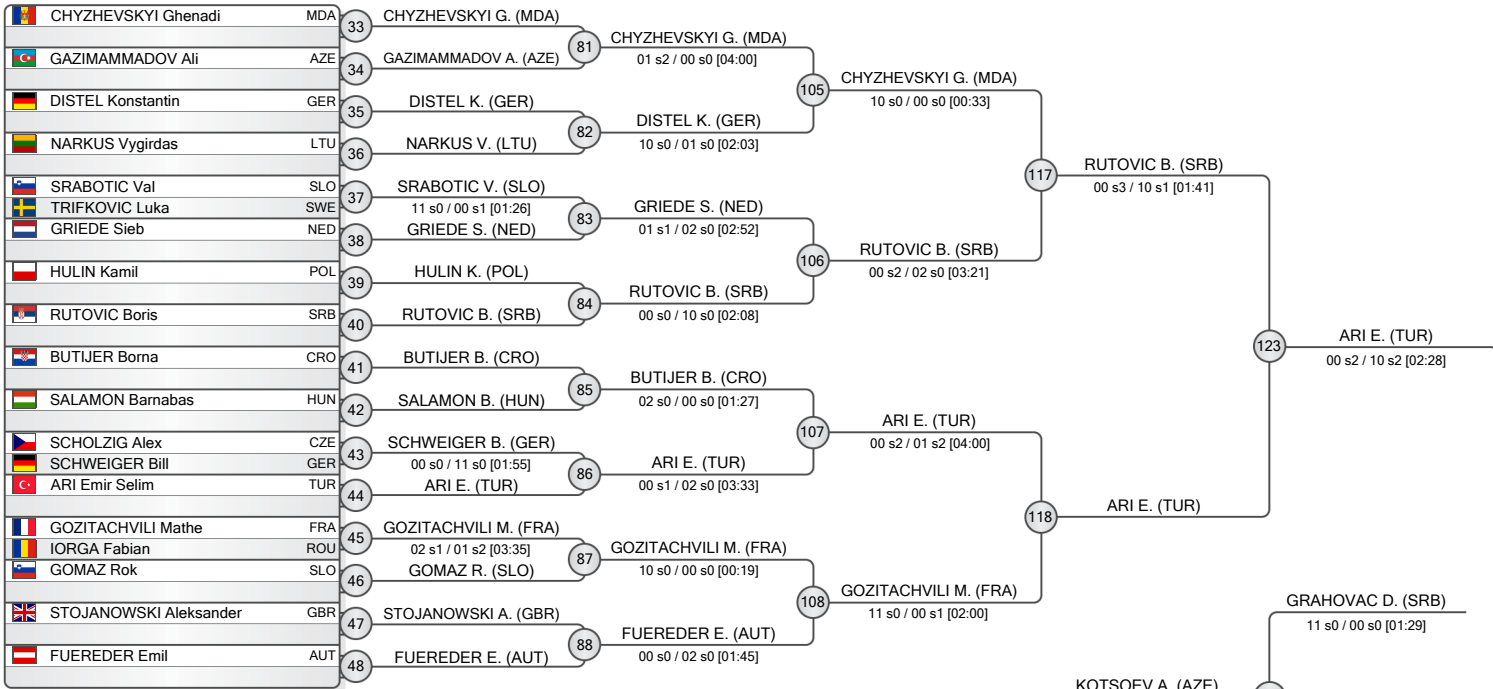 CHYZHEVSKYI Ghenadi MDA
GAZIMAMMADOV Ali AZE
DISTEL Konstantin GER
NARKUS Vygirdas LTU
SRABOTIC Val SLO
TRIFKOVIC Luka SWE
GRIEDE Sieb NED
HULIN Kamil POL
RUTOVIC Boris SRB
BUTIJER Borna CRO
SALAMON Barnabas HUN
SCHOLZIG Alex CZE
SCHWEIGER Bill GER
ARI Emir Selim TUR
GOZITACHVILI Mathe FRA
IORGA Fabian ROU
GOMAZ Rok SLO
STOJANOWSKI Aleksander GBR
FUEREDER Emil AUT
33 CHYZHEVSKYI G. (MDA)
34 GAZIMAMMADOV A. (AZE)
35 DISTEL K. (GER)
36 NARKUS V. (LTU)
37 SRABOTIC V. (SLO)
11 s0 / 00 s1 [01:26]
38 GRIEDE S. (NED)
39 HULIN K. (POL)
40 RUTOVIC B. (SRB)
41 BUTIJER B. (CRO)
42 SALAMON B. (HUN)
43 SCHWEIGER B. (GER)
00 s0 / 11 s0 [01:55]
44 ARI E. (TUR)
45 GOZITACHVILI M. (FRA)
02 s1 / 01 s2 [03:35]
46 GOMAZ R. (SLO)
47 STOJANOWSKI A. (GBR)
48 FUEREDER E. (AUT)
81 CHYZHEVSKYI G. (MDA)
01 s2 / 00 s0 [04:00]
82 DISTEL K. (GER)
10 s0 / 01 s0 [02:03]
83 GRIEDE S. (NED)
01 s1 / 02 s0 [02:52]
84 RUTOVIC B. (SRB)
00 s0 / 10 s0 [02:08]
85 BUTIJER B. (CRO)
02 s0 / 00 s0 [01:27]
86 ARI E. (TUR)
00 s1 / 02 s0 [03:33]
87 GOZITACHVILI M. (FRA)
10 s0 / 00 s0 [00:19]
88 FUEREDER E. (AUT)
00 s0 / 02 s0 [01:45]
105 CHYZHEVSKYI G. (MDA)
10 s0 / 00 s0 [00:33]
106 RUTOVIC B. (SRB)
00 s2 / 02 s0 [03:21]
107 ARI E. (TUR)
00 s2 / 01 s2 [04:00]
108 GOZITACHVILI M. (FRA)
11 s0 / 00 s1 [02:00]
117 RUTOVIC B. (SRB)
00 s3 / 10 s1 [01:41]
118 ARI E. (TUR)
123 ARI E. (TUR)
00 s2 / 10 s2 [02:28]
GRAHOVAC D. (SRB)
11 s0 / 00 s0 [01:29]
KOTSOEV A. (AZE)